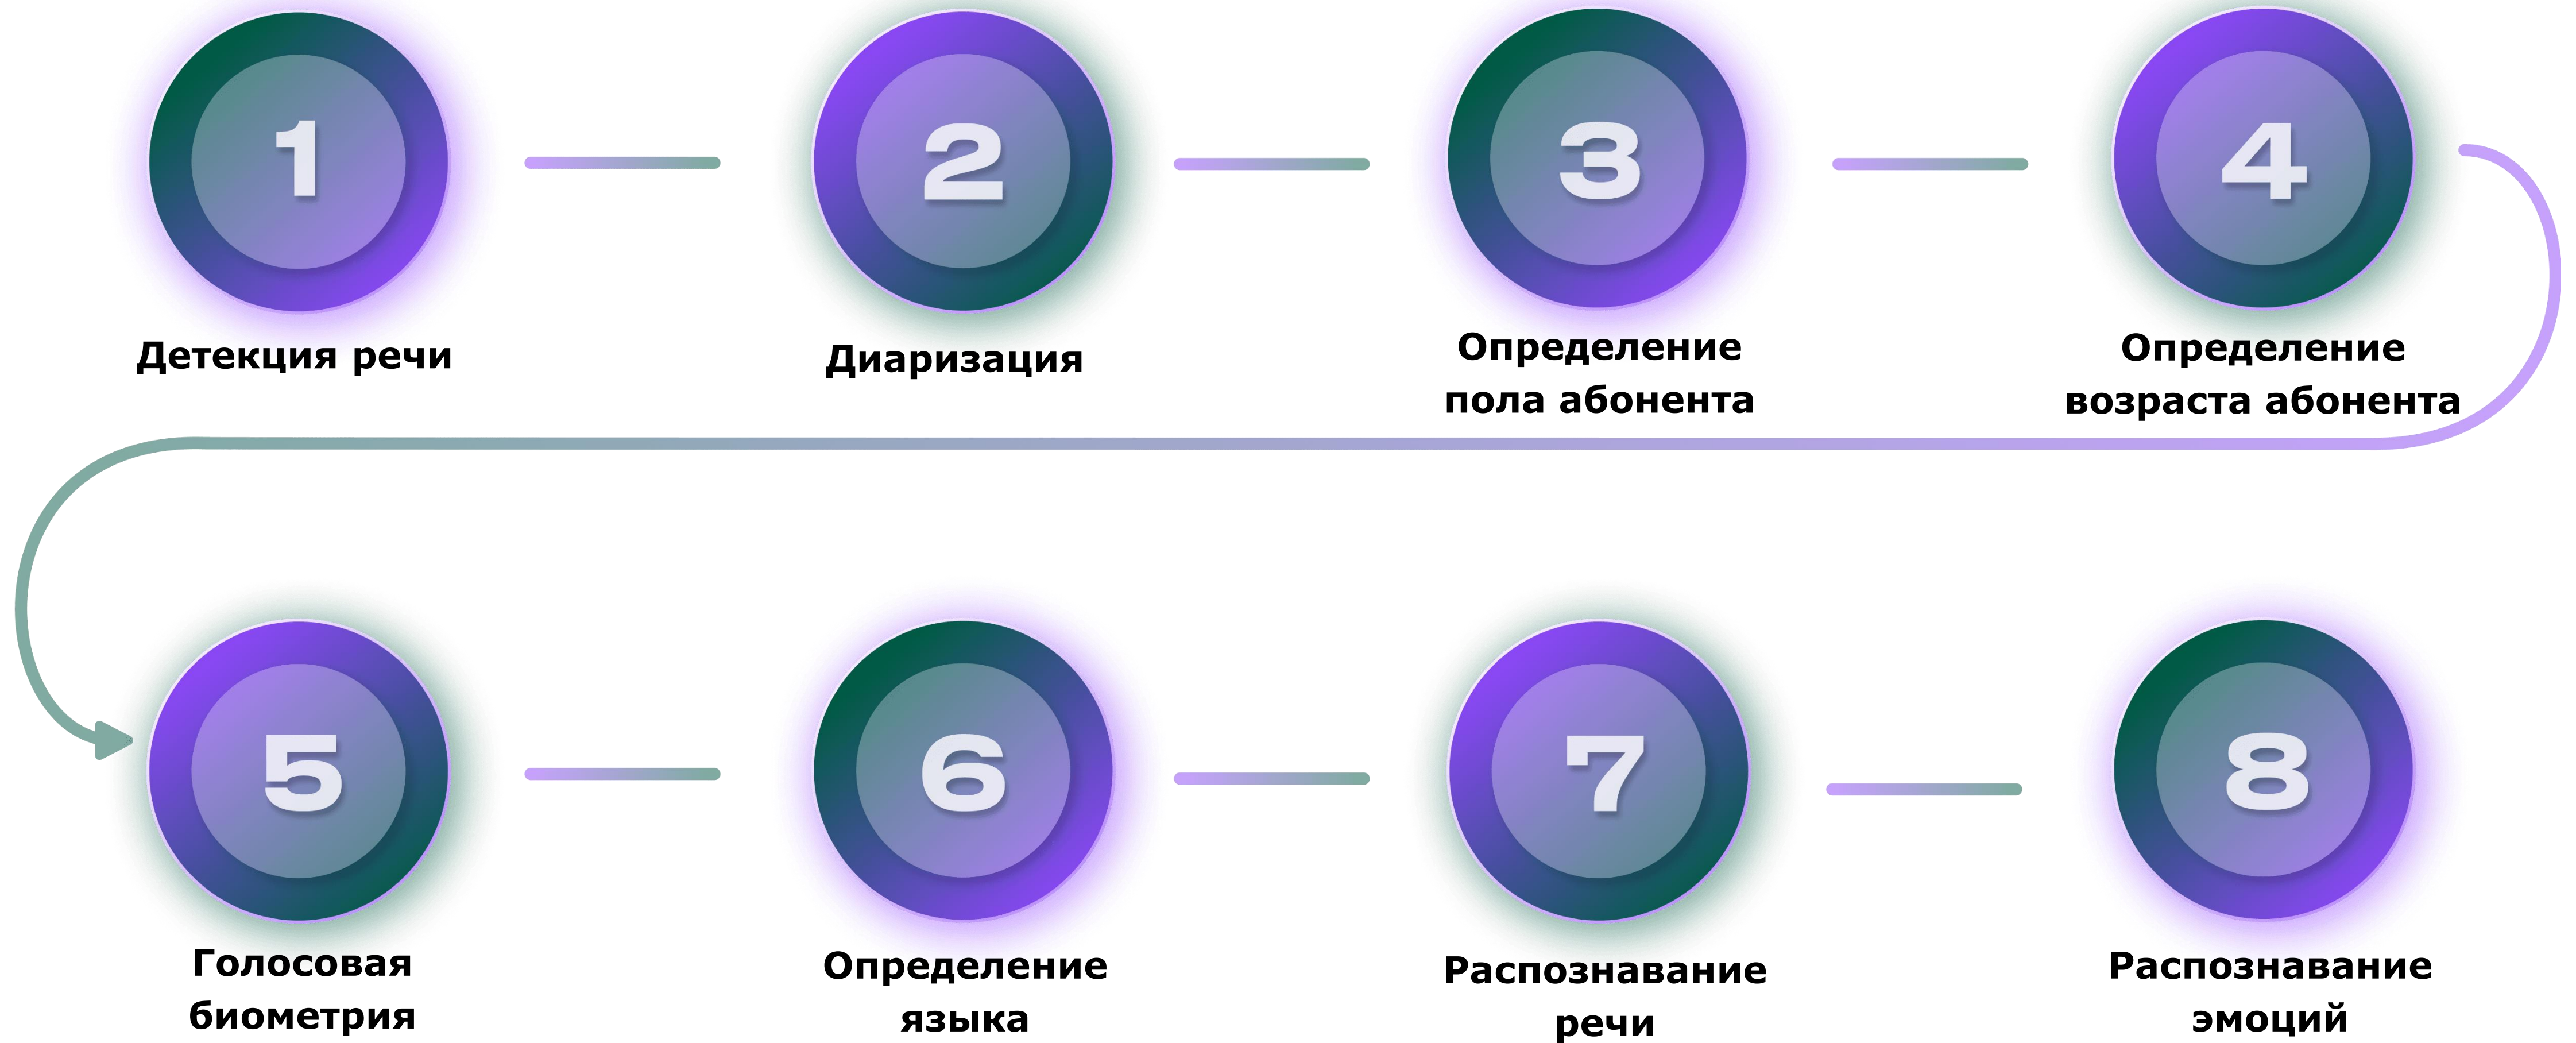 1
2
3
4
Детекция речи
Диаризация
Определение
пола абонента
Определение
возраста абонента
5
6
7
8
Голосовая
биометрия
Определение
языка
Распознавание
речи
Распознавание
эмоций